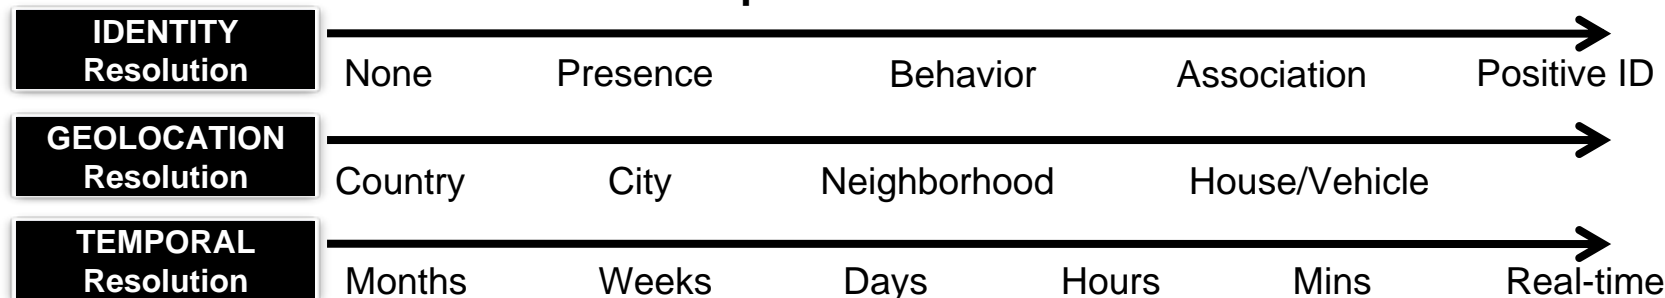 IDENTITY
Resolution
None Presence Behavior Association Positive ID
GEOLOCATION
Resolution
Country City Neighborhood House/Vehicle
TEMPORAL
Resolution
Months Weeks Days Hours Mins Real-time